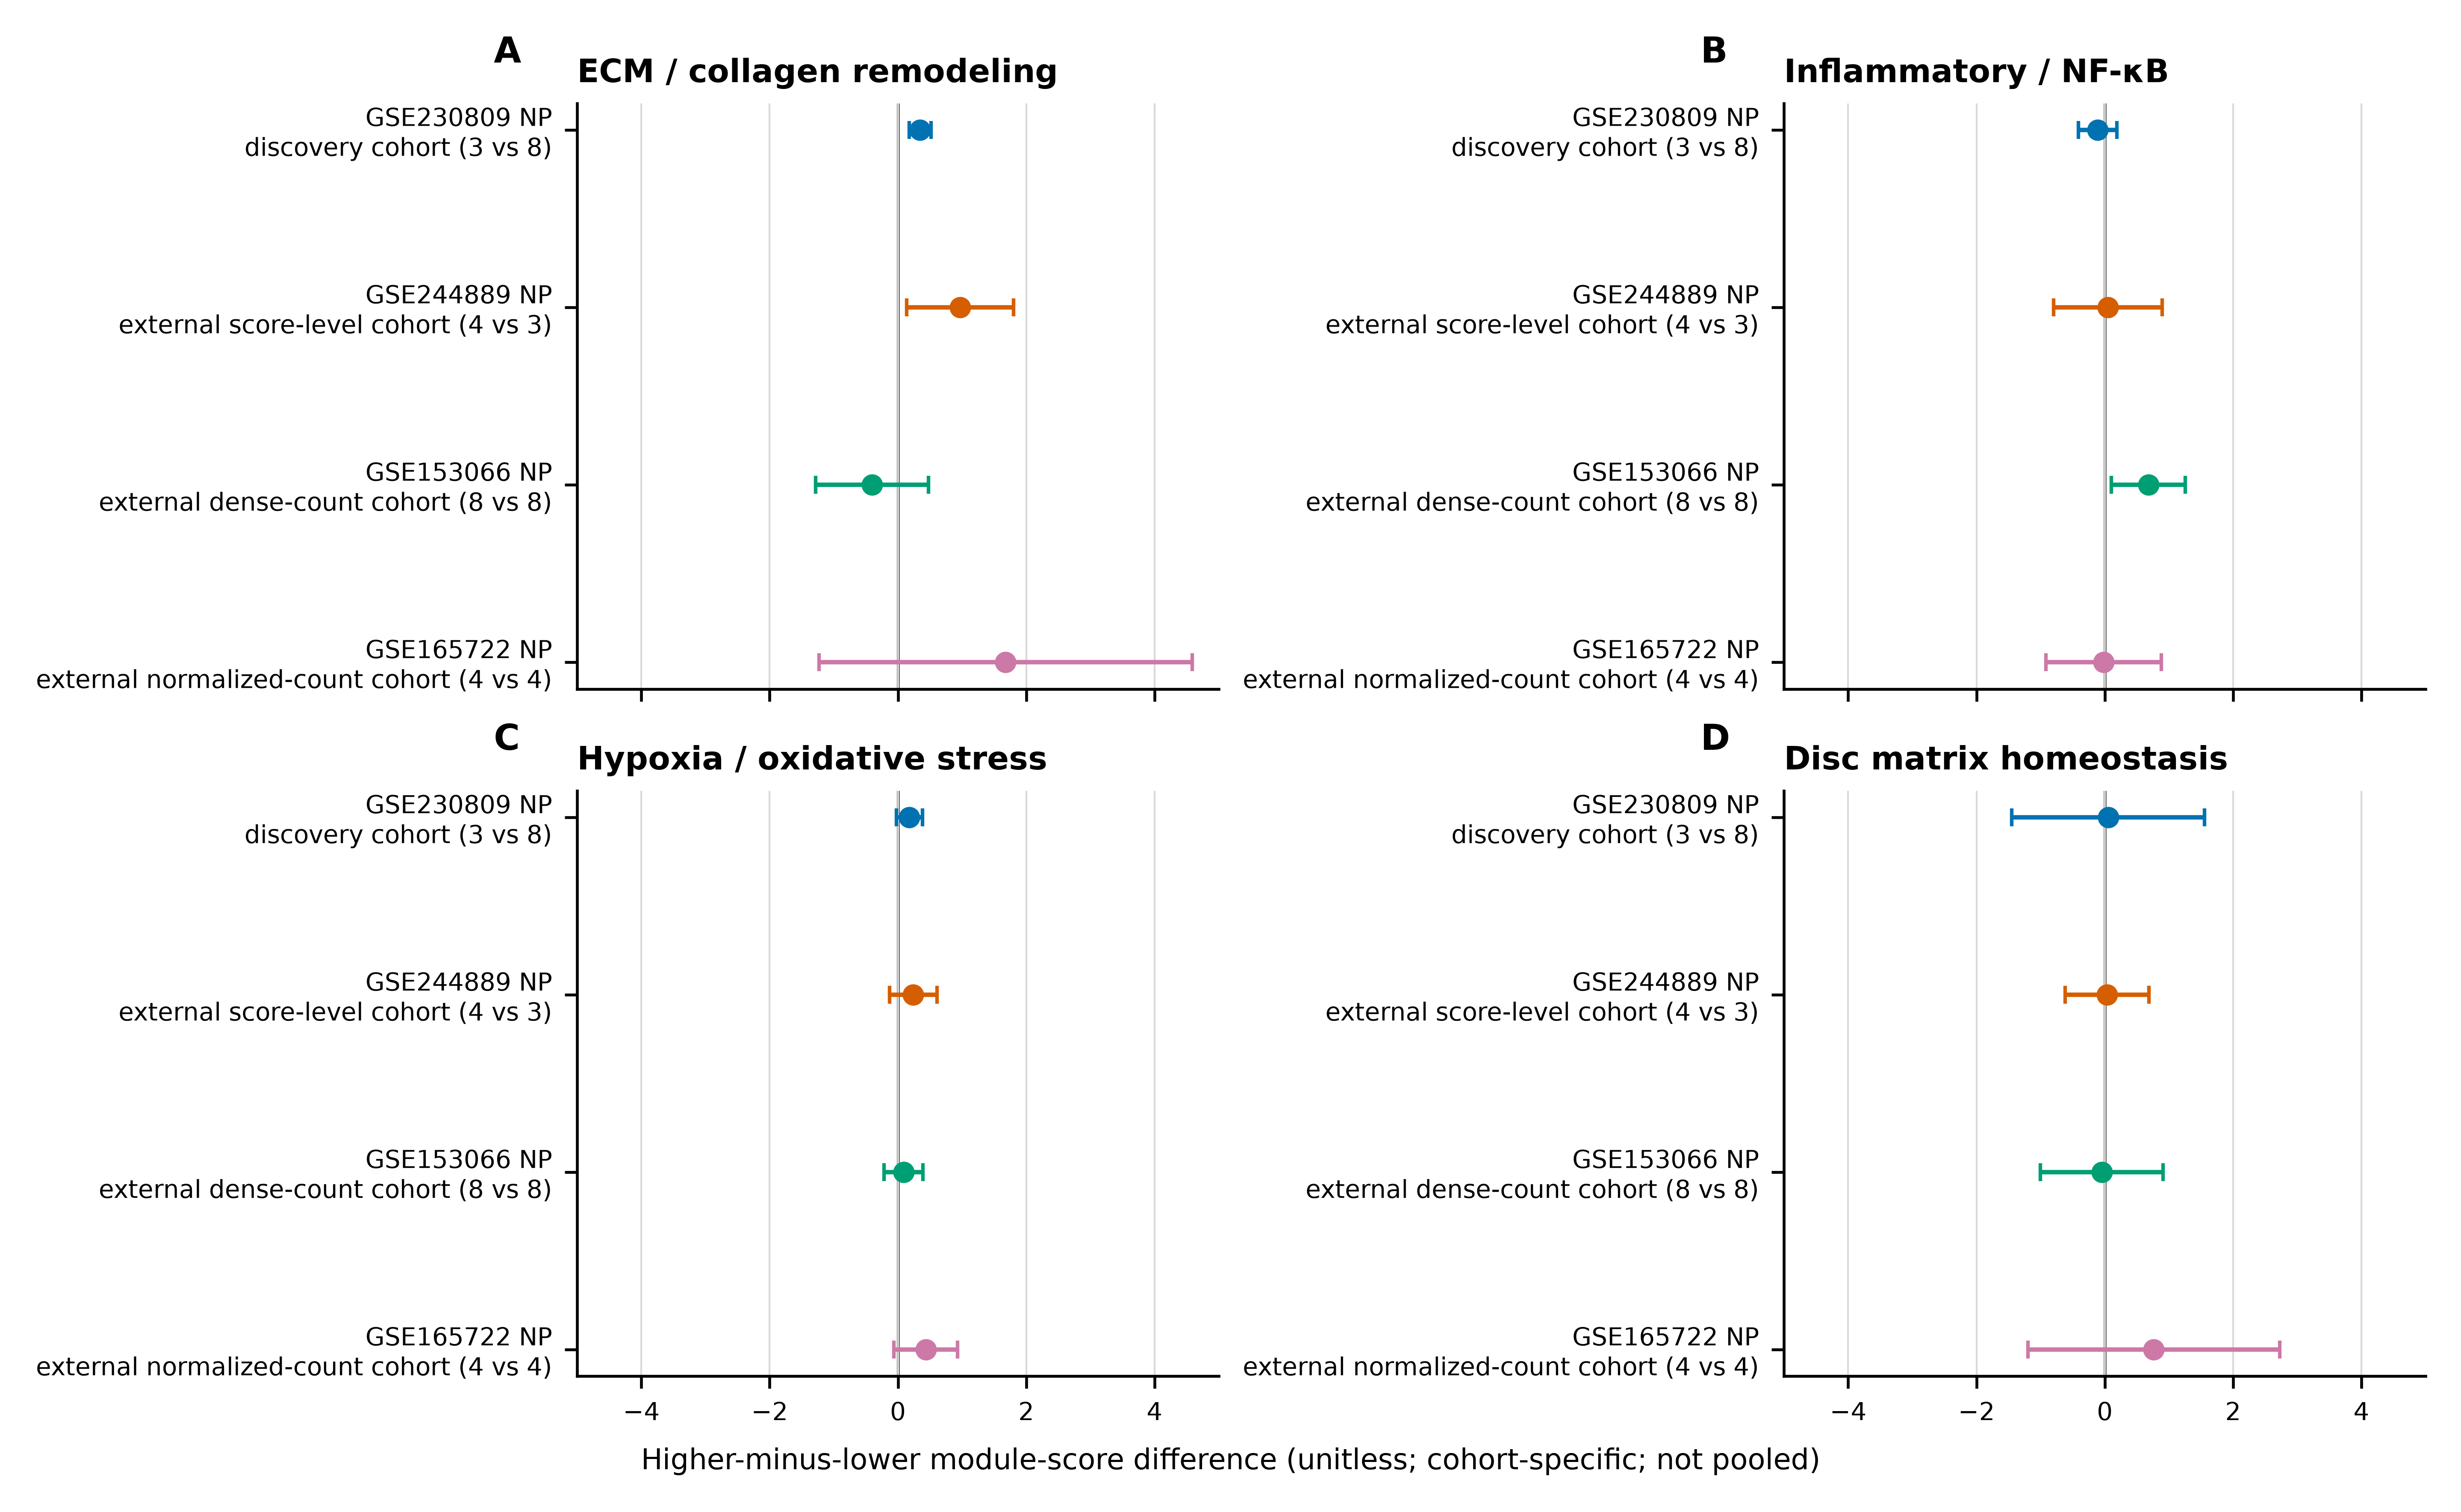 A
ECM / collagen remodeling
GSE230809 NP
discovery cohort (3 vs 8)
GSE244889 NP
external score-level cohort (4 vs 3)
GSE153066 NP
external dense-count cohort (8 vs 8)
GSE165722 NP
external normalized-count cohort (4 vs 4)
B
Inflammatory / NF-κB
GSE230809 NP
discovery cohort (3 vs 8)
GSE244889 NP
external score-level cohort (4 vs 3)
GSE153066 NP
external dense-count cohort (8 vs 8)
GSE165722 NP
external normalized-count cohort (4 vs 4)
C
Hypoxia / oxidative stress
GSE230809 NP
discovery cohort (3 vs 8)
GSE244889 NP
external score-level cohort (4 vs 3)
GSE153066 NP
external dense-count cohort (8 vs 8)
GSE165722 NP
external normalized-count cohort (4 vs 4)
−4 −2 0 2 4
D
Disc matrix homeostasis
GSE230809 NP
discovery cohort (3 vs 8)
GSE244889 NP
external score-level cohort (4 vs 3)
GSE153066 NP
external dense-count cohort (8 vs 8)
GSE165722 NP
external normalized-count cohort (4 vs 4)
−4 −2 0 2 4
Higher-minus-lower module-score difference (unitless; cohort-specific; not pooled)